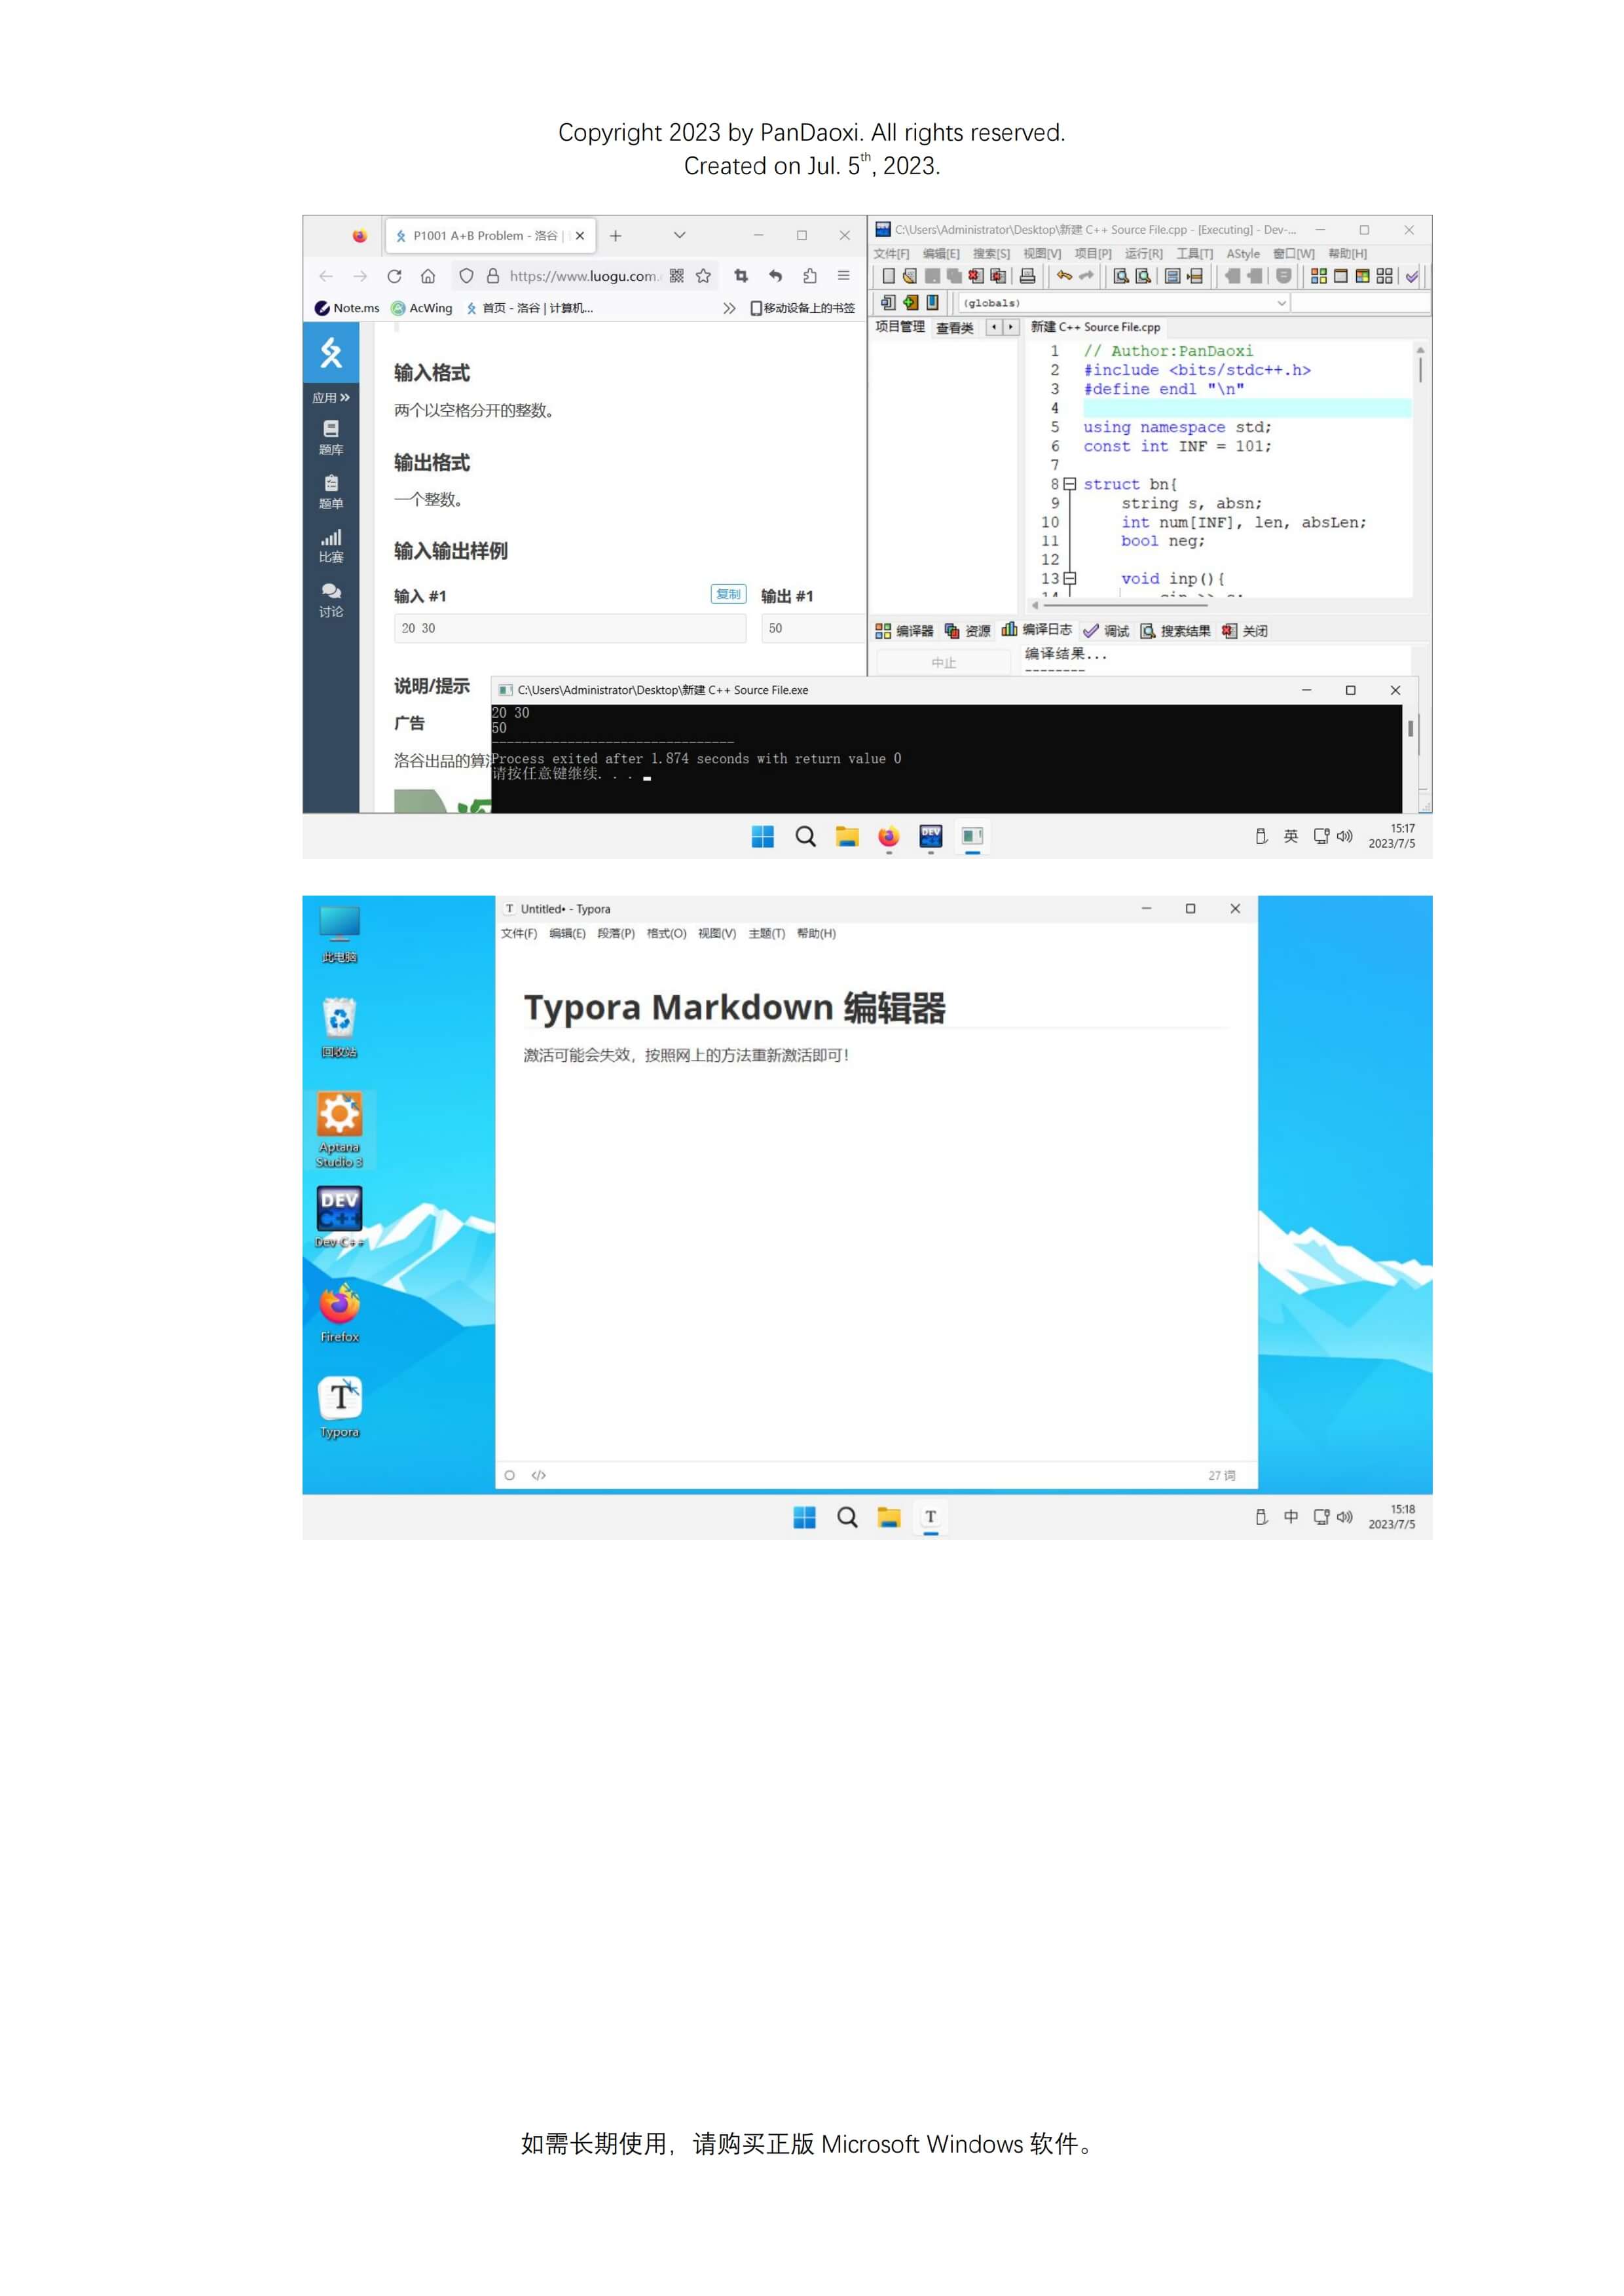 Copyright 2023 by PanDaoxi. All rights reserved.
Created on Jul. 5th, 2023.
P1001 A+B Problem - 洛谷 |
https://www.luogu.com.
Note.ms AcWing 首页 - 洛谷 | 计算机... 移动设备上的书签
应用
题库
题单
比赛
讨论
输入格式
两个以空格分开的整数。
输出格式
一个整数。
输入输出样例
输入 #1 复制 输出 #1
20 30 50
说明/提示
广告
洛谷出品的算法
C:\Users\Administrator\Desktop\新建 C++ Source File.cpp - [Executing] - Dev-...
文件[F] 编辑[E] 搜索[S] 视图[V] 项目[P] 运行[R] 工具[T] AStyle 窗口[W] 帮助[H]
(globals)
项目管理 查看类 新建 C++ Source File.cpp
1 // Author:PanDaoxi
2 #include <bits/stdc++.h>
3 #define endl "\n"
4
5 using namespace std;
6 const int INF = 101;
7
8 struct bn{
9 string s, absn;
10 int num[INF], len, absLen;
11 bool neg;
12
13 void inp(){
14 cin >> s;
编译器 资源 编译日志 调试 搜索结果 关闭
中止
编译结果...
--------
C:\Users\Administrator\Desktop\新建 C++ Source File.exe
20 30
50
--------------------------------
Process exited after 1.874 seconds with return value 0
请按任意键继续. . .
DEV
英
15:17
2023/7/5
此电脑
回收站
Aptana
Studio 3
DEV
C++
Dev C++
Firefox
T
Typora
T Untitled• - Typora
文件(F) 编辑(E) 段落(P) 格式(O) 视图(V) 主题(T) 帮助(H)
Typora Markdown 编辑器
激活可能会失效，按照网上的方法重新激活即可！
</> 27 词
T
中
15:18
2023/7/5
如需长期使用，请购买正版 Microsoft Windows 软件。